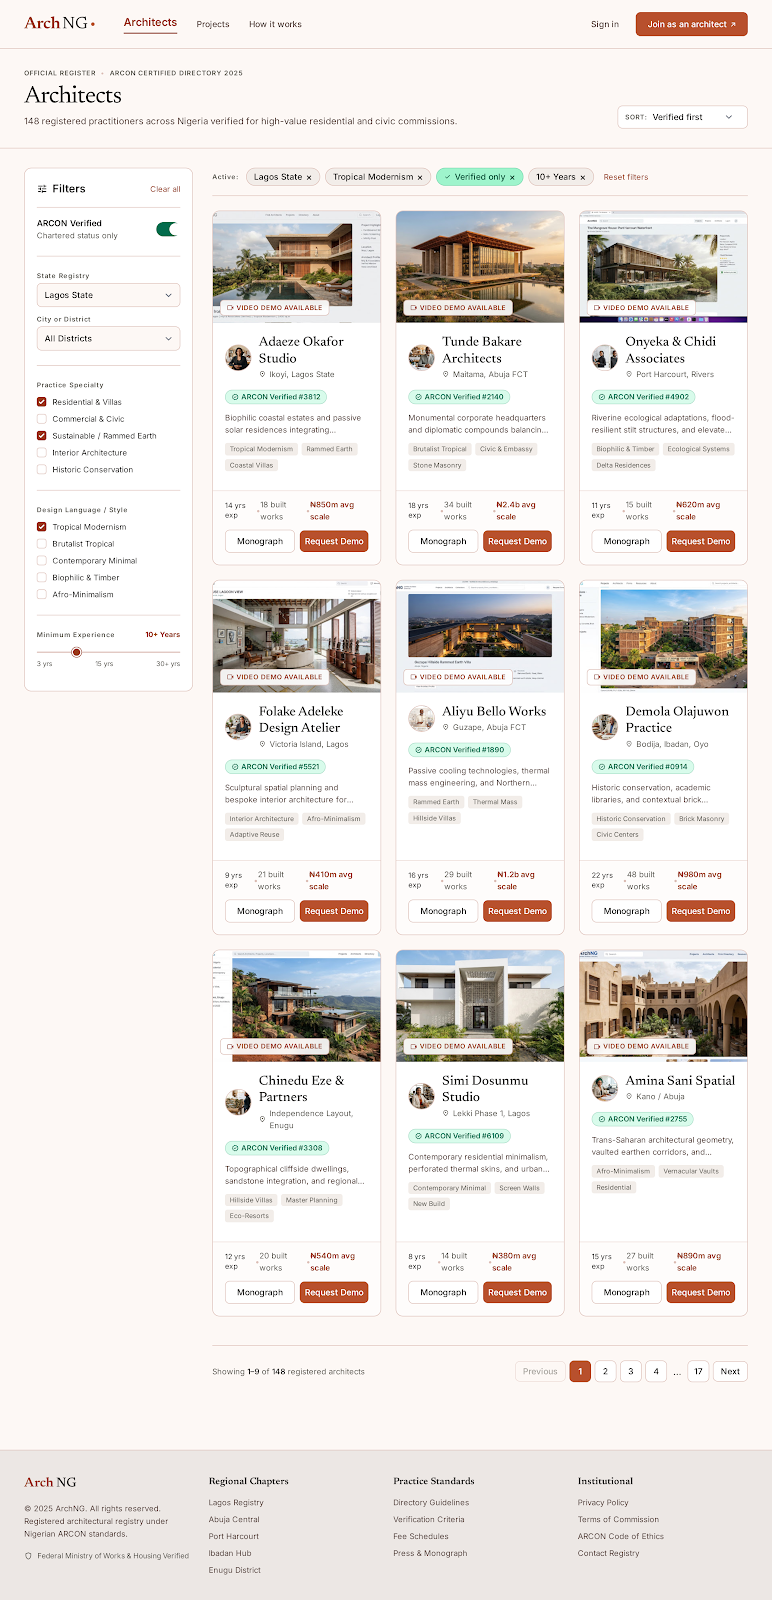 Arch NG
Architects
Projects
How it works
Sign in
Join as an architect ↗
OFFICIAL REGISTER • ARCON CERTIFIED DIRECTORY 2025
Architects
148 registered practitioners across Nigeria verified for high-value residential and civic commissions.
SORT: Verified first
Filters
Clear all
ARCON Verified
Chartered status only
State Registry
Lagos State
City or District
All Districts
Practice Specialty
Residential & Villas
Commercial & Civic
Sustainable / Rammed Earth
Interior Architecture
Historic Conservation
Design Language / Style
Tropical Modernism
Brutalist Tropical
Contemporary Minimal
Biophilic & Timber
Afro-Minimalism
Minimum Experience
10+ Years
3 yrs
15 yrs
30+ yrs
Active:
Lagos State ×
Tropical Modernism ×
✓ Verified only ×
10+ Years ×
Reset filters
VIDEO DEMO AVAILABLE
Adaeze Okafor
Studio
Ikoyi, Lagos State
ARCON Verified #3812
Biophilic coastal estates and passive
solar residences integrating...
Tropical Modernism
Rammed Earth
Coastal Villas
14 yrs
exp
• 18 built
works
• ₦850m avg
scale
Monograph
Request Demo
VIDEO DEMO AVAILABLE
Tunde Bakare
Architects
Maitama, Abuja FCT
ARCON Verified #2140
Monumental corporate headquarters
and diplomatic compounds balancin...
Brutalist Tropical
Civic & Embassy
Stone Masonry
18 yrs
exp
• 34 built
works
• ₦2.4b avg
scale
Monograph
Request Demo
VIDEO DEMO AVAILABLE
Onyeka & Chidi
Associates
Port Harcourt, Rivers
ARCON Verified #4902
Riverine ecological adaptations, flood-
resilient stilt structures, and elevate...
Biophilic & Timber
Ecological Systems
Delta Residences
11 yrs
exp
• 15 built
works
• ₦620m avg
scale
Monograph
Request Demo
VIDEO DEMO AVAILABLE
Folake Adeleke
Design Atelier
Victoria Island, Lagos
ARCON Verified #5521
Sculptural spatial planning and
bespoke interior architecture for...
Interior Architecture
Afro-Minimalism
Adaptive Reuse
9 yrs
exp
• 21 built
works
• ₦410m avg
scale
Monograph
Request Demo
VIDEO DEMO AVAILABLE
Aliyu Bello Works
Guzape, Abuja FCT
ARCON Verified #1890
Passive cooling technologies, thermal
mass engineering, and Northern...
Rammed Earth
Thermal Mass
Hillside Villas
16 yrs
exp
• 29 built
works
• ₦1.2b avg
scale
Monograph
Request Demo
VIDEO DEMO AVAILABLE
Demola Olajuwon
Practice
Bodija, Ibadan, Oyo
ARCON Verified #0914
Historic conservation, academic
libraries, and contextual brick...
Historic Conservation
Brick Masonry
Civic Centers
22 yrs
exp
• 48 built
works
• ₦980m avg
scale
Monograph
Request Demo
VIDEO DEMO AVAILABLE
Chinedu Eze &
Partners
Independence Layout,
Enugu
ARCON Verified #3308
Topographical cliffside dwellings,
sandstone integration, and regional...
Hillside Villas
Master Planning
Eco-Resorts
12 yrs
exp
• 20 built
works
• ₦540m avg
scale
Monograph
Request Demo
VIDEO DEMO AVAILABLE
Simi Dosunmu
Studio
Lekki Phase 1, Lagos
ARCON Verified #6109
Contemporary residential minimalism,
perforated thermal skins, and urban...
Contemporary Minimal
Screen Walls
New Build
8 yrs
exp
• 14 built
works
• ₦380m avg
scale
Monograph
Request Demo
VIDEO DEMO AVAILABLE
Amina Sani Spatial
Kano / Abuja
ARCON Verified #2755
Trans-Saharan architectural geometry,
vaulted earthen corridors, and...
Afro-Minimalism
Vernacular Vaults
Residential
15 yrs
exp
• 27 built
works
• ₦890m avg
scale
Monograph
Request Demo
Showing 1–9 of 148 registered architects
Previous
1
2
3
4
...
17
Next
Arch NG
© 2025 ArchNG. All rights reserved.
Registered architectural registry under
Nigerian ARCON standards.
Federal Ministry of Works & Housing Verified
Regional Chapters
Lagos Registry
Abuja Central
Port Harcourt
Ibadan Hub
Enugu District
Practice Standards
Directory Guidelines
Verification Criteria
Fee Schedules
Press & Monograph
Institutional
Privacy Policy
Terms of Commission
ARCON Code of Ethics
Contact Registry